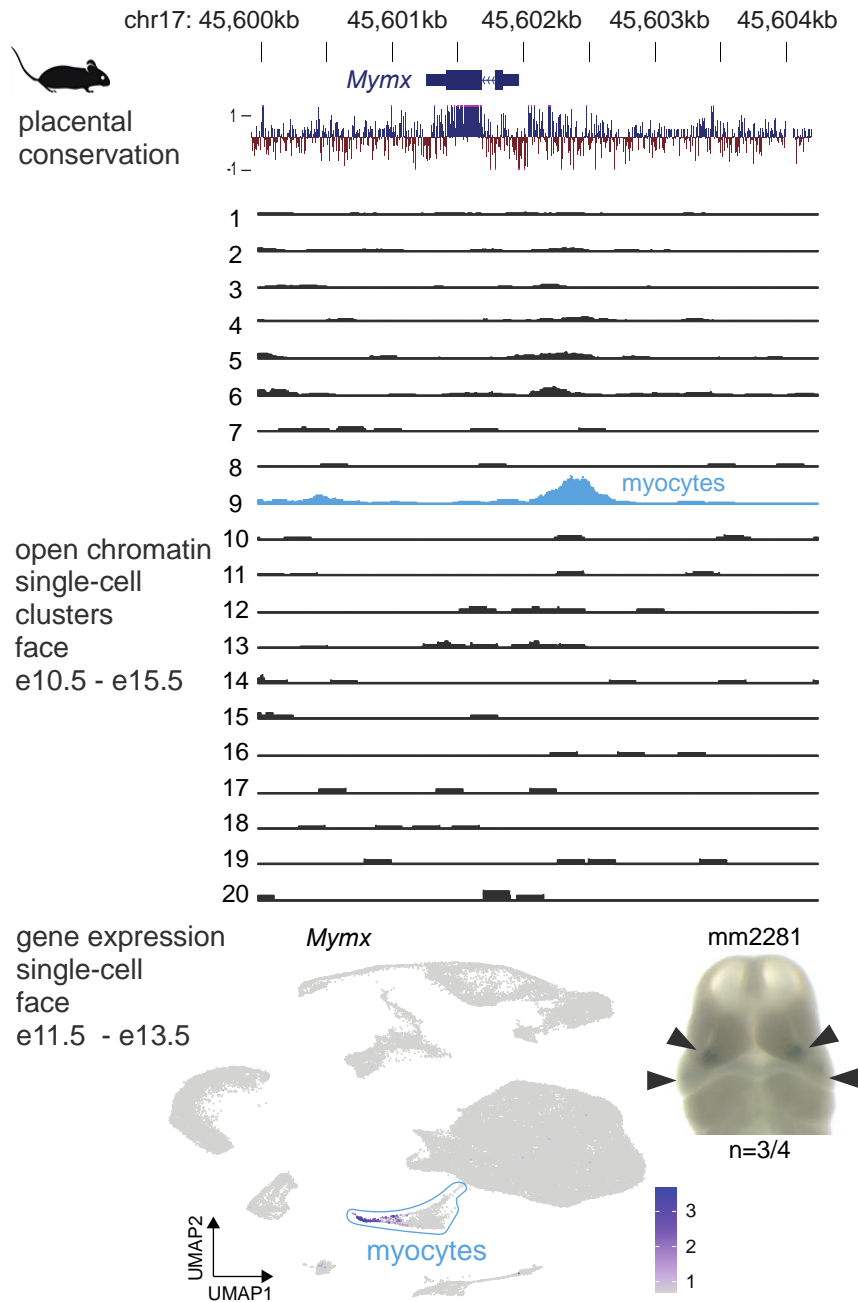 chr17: 45,600kb 45,601kb 45,602kb 45,603kb 45,604kb
Mymx
placental
conservation
1
-1
1
2
3
4
5
6
7
8
myocytes
9
open chromatin
single-cell
clusters
face
e10.5 - e15.5
10
11
12
13
14
15
16
17
18
19
20
gene expression
single-cell
face
e11.5 - e13.5
Mymx
mm2281
n=3/4
myocytes
3
2
1
UMAP2
UMAP1